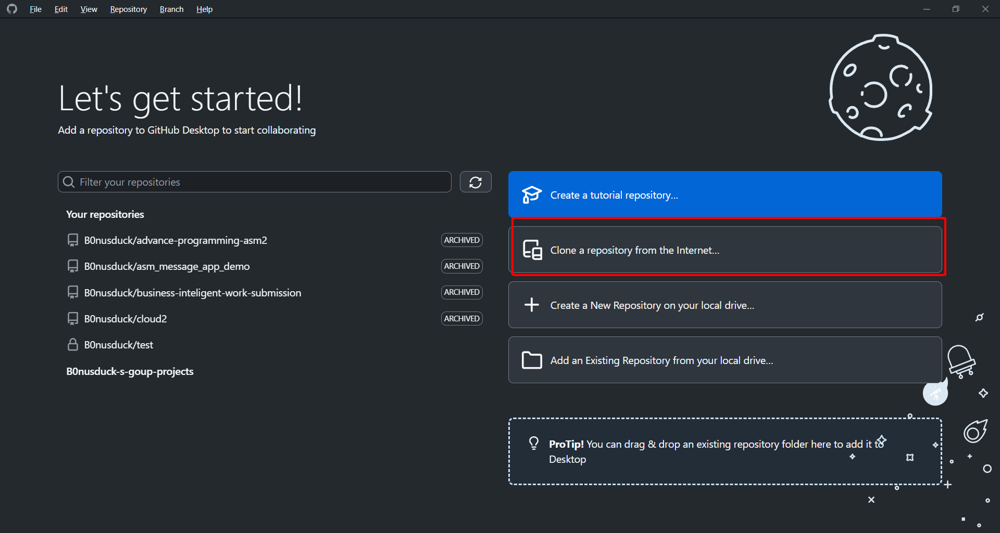 File Edit View Repository Branch Help
Let's get started!
Add a repository to GitHub Desktop to start collaborating
Filter your repositories
Your repositories
B0nusduck/advance-programming-asm2 ARCHIVED
B0nusduck/asm_message_app_demo ARCHIVED
B0nusduck/business-inteligent-work-submission ARCHIVED
B0nusduck/cloud2 ARCHIVED
B0nusduck/test
B0nusduck-s-goup-projects
Create a tutorial repository...
Clone a repository from the Internet...
Create a New Repository on your local drive...
Add an Existing Repository from your local drive...
ProTip! You can drag & drop an existing repository folder here to add it to
Desktop